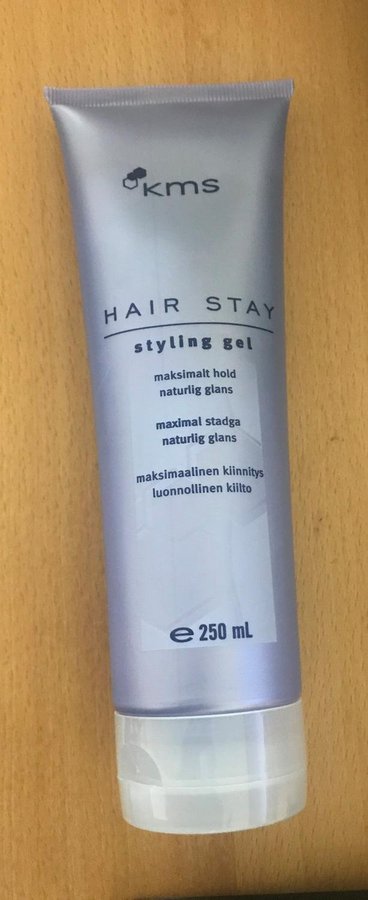 kms
HAIR STAY
styling gel
maksimalt hold
naturlig glans
maximal stadga
naturlig glans
maksimaalinen kiinnitys
luonnollinen kiilto
e 250 mL